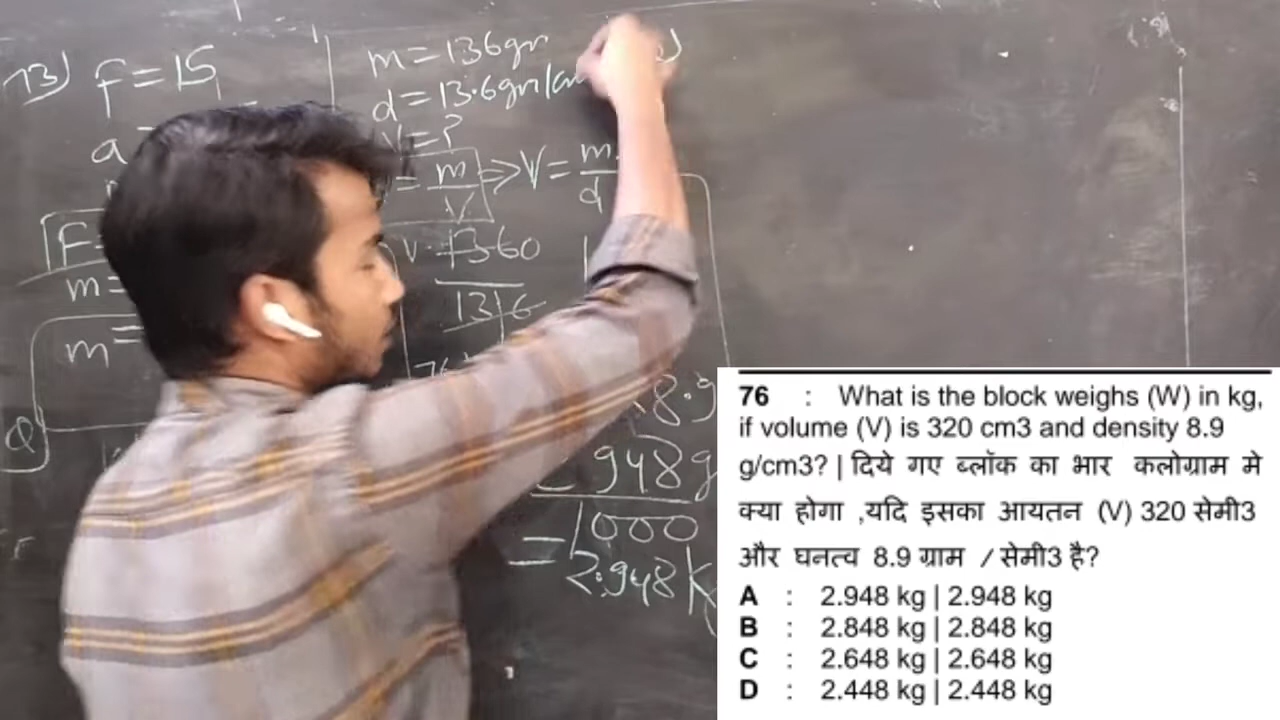 13) F=15
m=136gm
d=13.6gm/cm
V=?
=m/V ⇒ V=m/d
1360
136
m=
m=
948g
1000
=2.948 k
76 : What is the block weighs (W) in kg,
if volume (V) is 320 cm3 and density 8.9
g/cm3? | दिये गए ब्लॉक का भार कलोग्राम मे
क्या होगा ,यदि इसका आयतन (V) 320 सेमी3
और घनत्व 8.9 ग्राम / सेमी3 है?
A : 2.948 kg | 2.948 kg
B : 2.848 kg | 2.848 kg
C : 2.648 kg | 2.648 kg
D : 2.448 kg | 2.448 kg